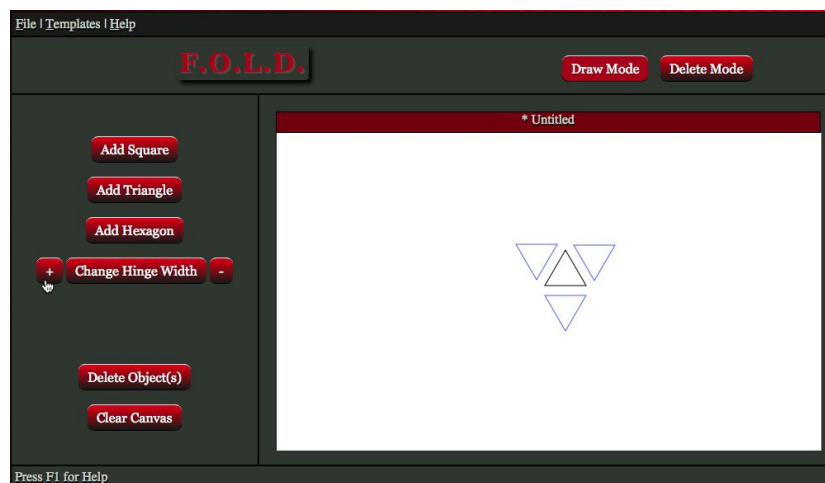 File | Templates | Help
F.O.L.D.
Draw Mode
Delete Mode
* Untitled
Add Square
Add Triangle
Add Hexagon
+
Change Hinge Width
-
Delete Object(s)
Clear Canvas
Press F1 for Help